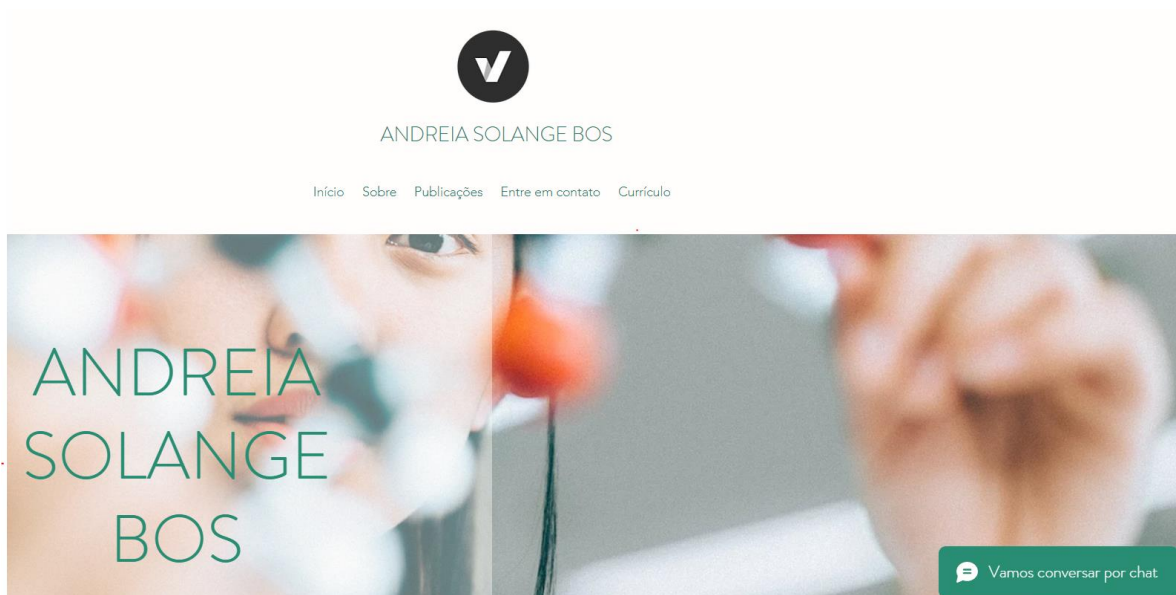 ANDREIA SOLANGE BOS
Início Sobre Publicações Entre em contato Currículo
ANDREIA
SOLANGE
BOS
Vamos conversar por chat